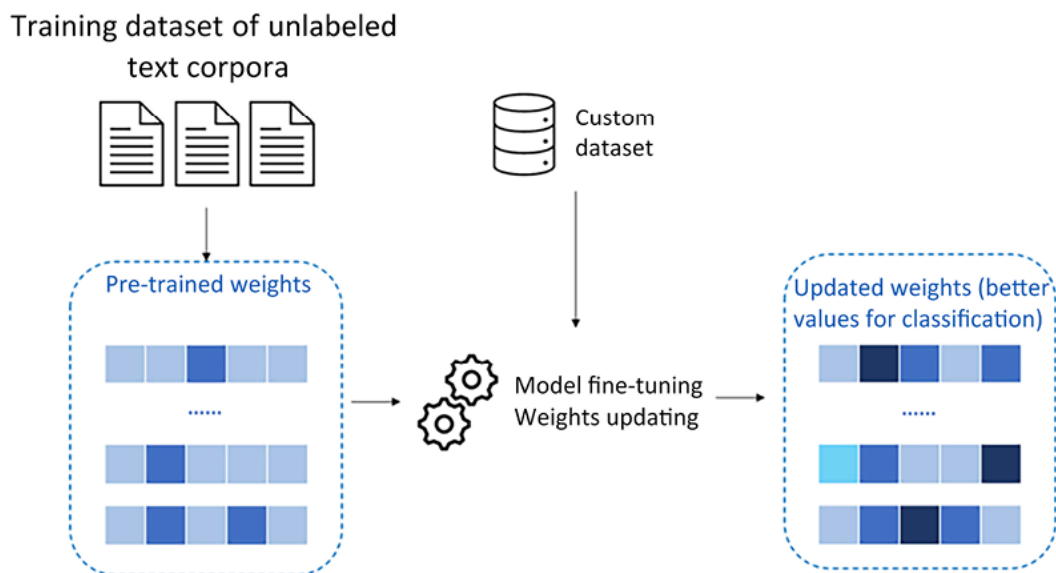 Training dataset of unlabeled
text corpora
Custom
dataset
Pre-trained weights
Updated weights (better
values for classification)
......
......
Model fine-tuning
Weights updating